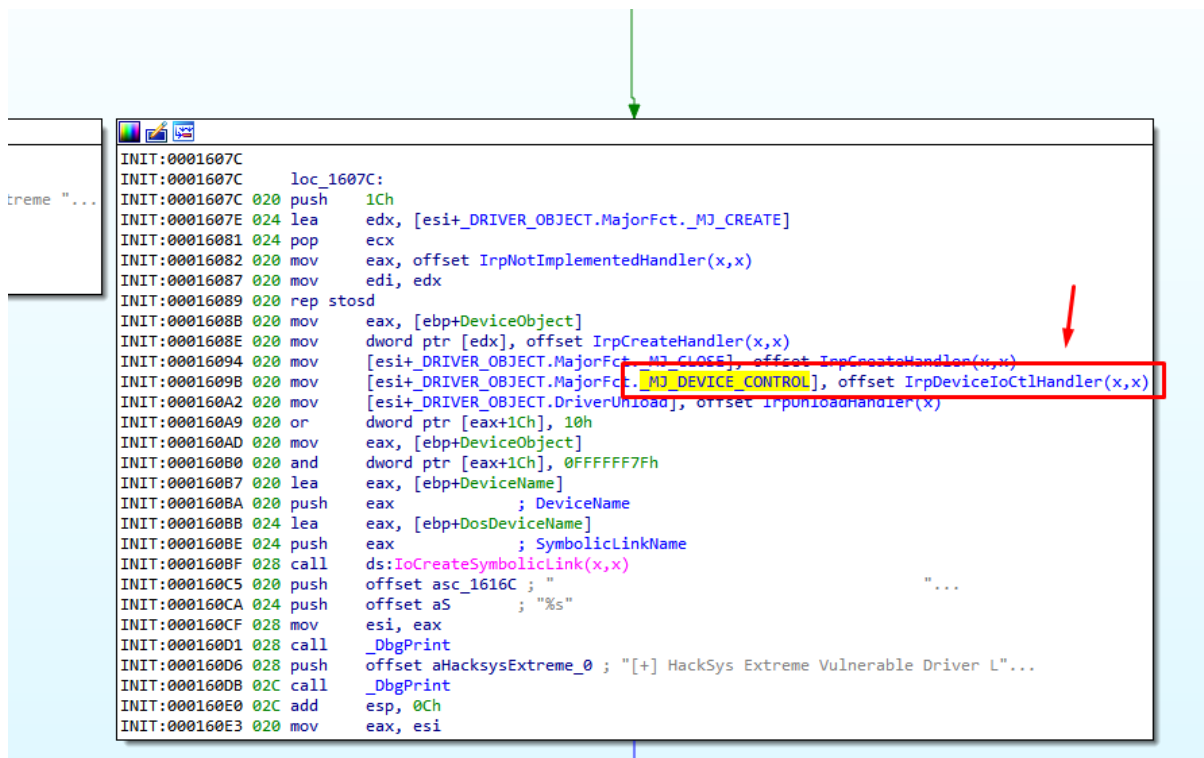 treme "...
INIT:0001607C
INIT:0001607C loc_1607C:
INIT:0001607C 020 push 1Ch
INIT:0001607E 024 lea edx, [esi+_DRIVER_OBJECT.MajorFct._MJ_CREATE]
INIT:00016081 024 pop ecx
INIT:00016082 020 mov eax, offset IrpNotImplementedHandler(x,x)
INIT:00016087 020 mov edi, edx
INIT:00016089 020 rep stosd
INIT:0001608B 020 mov eax, [ebp+DeviceObject]
INIT:0001608E 020 mov dword ptr [edx], offset IrpCreateHandler(x,x)
INIT:00016094 020 mov [esi+_DRIVER_OBJECT.MajorFct._MJ_CLOSE], offset IrpCreateHandler(x,x)
INIT:0001609B 020 mov [esi+_DRIVER_OBJECT.MajorFct._MJ_DEVICE_CONTROL], offset IrpDeviceIoCtlHandler(x,x)
INIT:000160A2 020 mov [esi+_DRIVER_OBJECT.DriverUnload], offset IrpUnloadHandler(x)
INIT:000160A9 020 or dword ptr [eax+1Ch], 10h
INIT:000160AD 020 mov eax, [ebp+DeviceObject]
INIT:000160B0 020 and dword ptr [eax+1Ch], 0FFFFFF7Fh
INIT:000160B7 020 lea eax, [ebp+DeviceName]
INIT:000160BA 020 push eax ; DeviceName
INIT:000160BB 024 lea eax, [ebp+DosDeviceName]
INIT:000160BE 024 push eax ; SymbolicLinkName
INIT:000160BF 028 call ds:IoCreateSymbolicLink(x,x)
INIT:000160C5 020 push offset asc_1616C ; " "...
INIT:000160CA 024 push offset aS ; "%s"
INIT:000160CF 028 mov esi, eax
INIT:000160D1 028 call _DbgPrint
INIT:000160D6 028 push offset aHacksysExtreme_0 ; "[+] HackSys Extreme Vulnerable Driver L"...
INIT:000160DB 02C call _DbgPrint
INIT:000160E0 02C add esp, 0Ch
INIT:000160E3 020 mov eax, esi